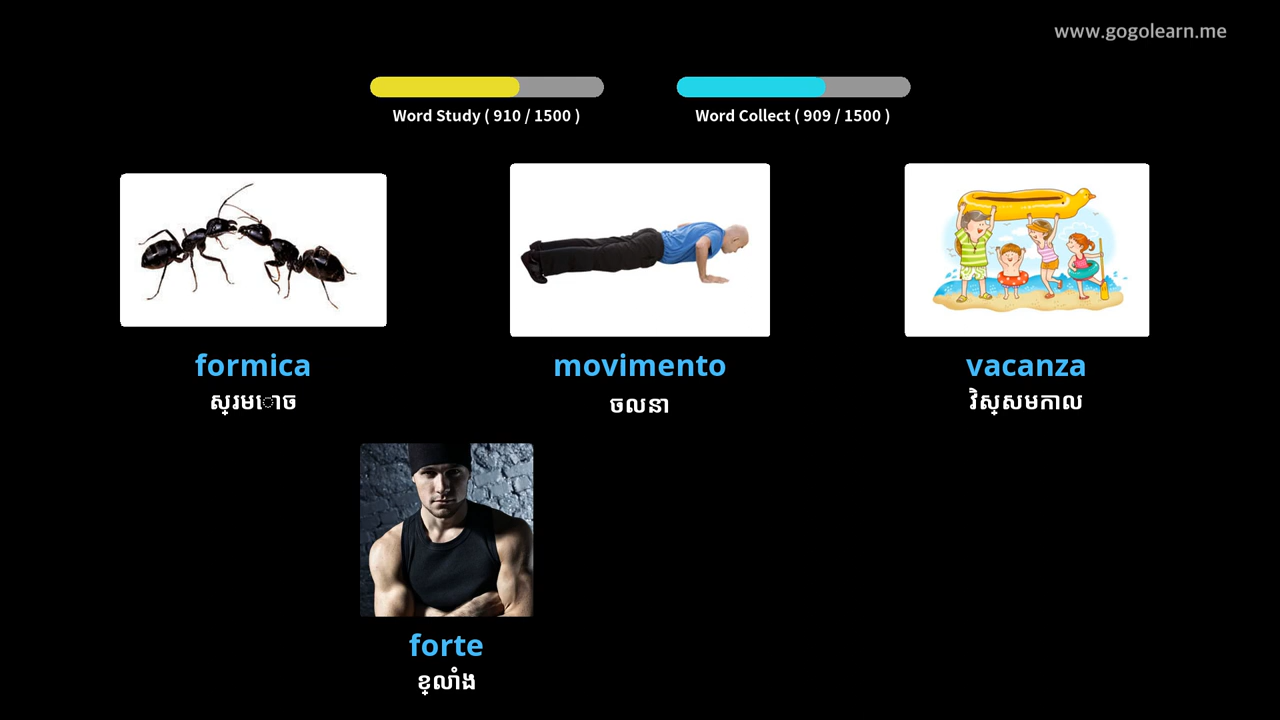 www.gogolearn.me
Word Study ( 910 / 1500 )
Word Collect ( 909 / 1500 )
formica
movimento
vacanza
ស្រមោច
ចលនា
វិស្សមកាល
forte
ខ្លាំង